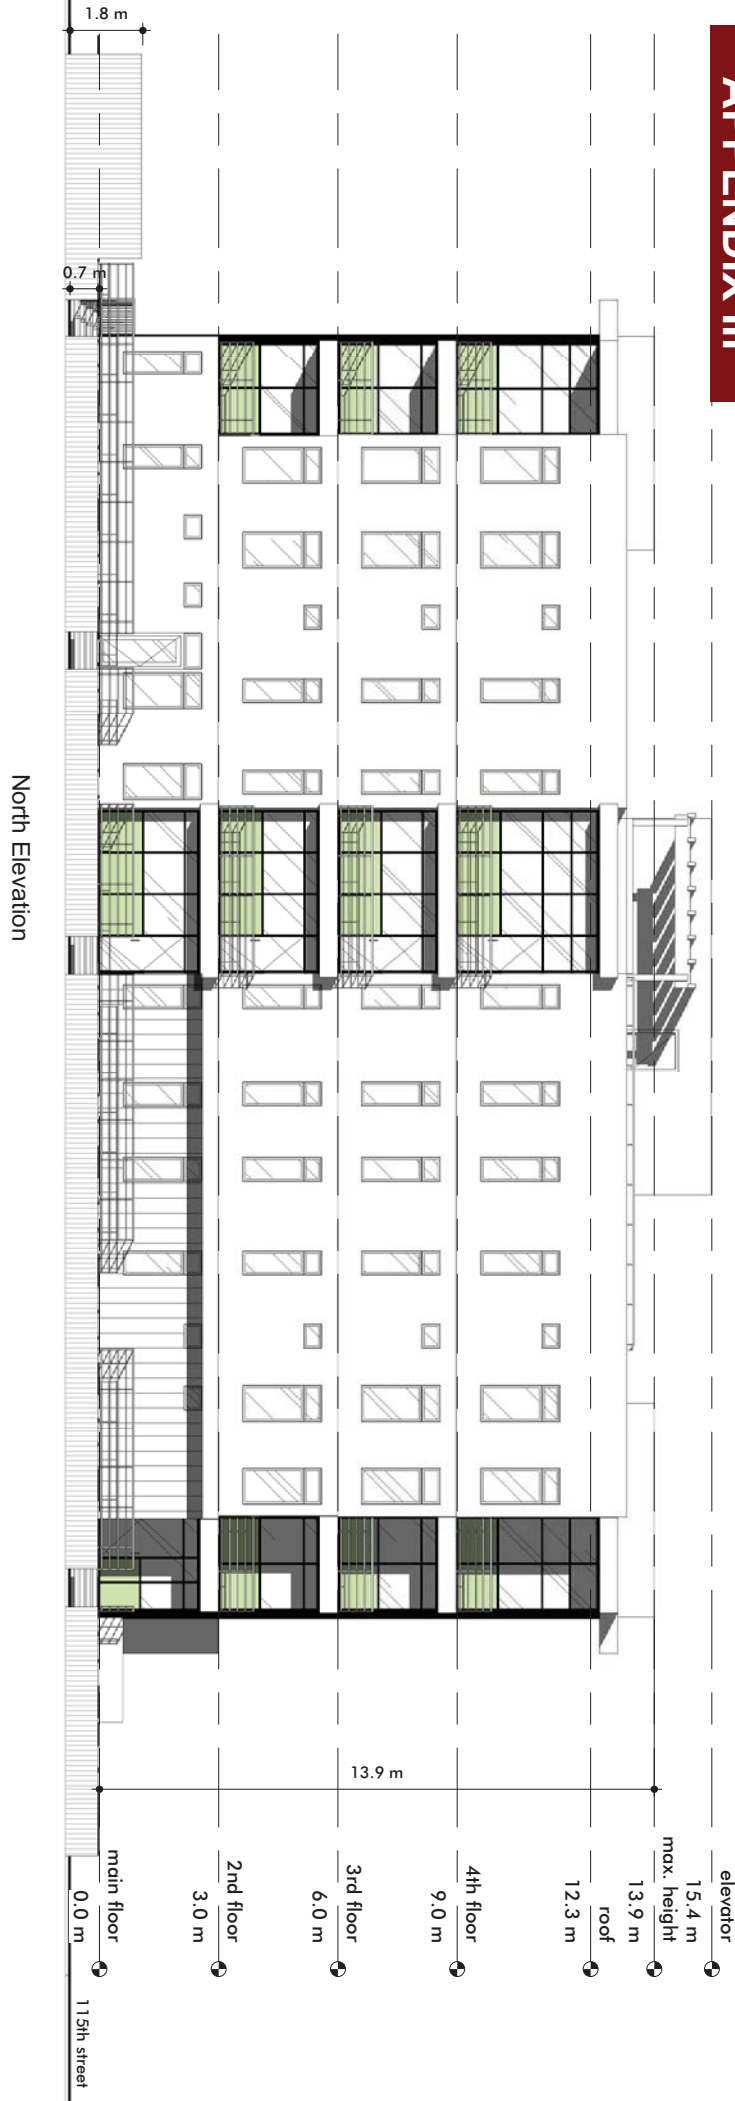 APPENDIX III
1.8 m
0.7 m
13.9 m
elevator
15.4 m
max. height
13.9 m
roof
12.3 m
4th floor
9.0 m
3rd floor
6.0 m
2nd floor
3.0 m
main floor
0.0 m
115th street
North Elevation